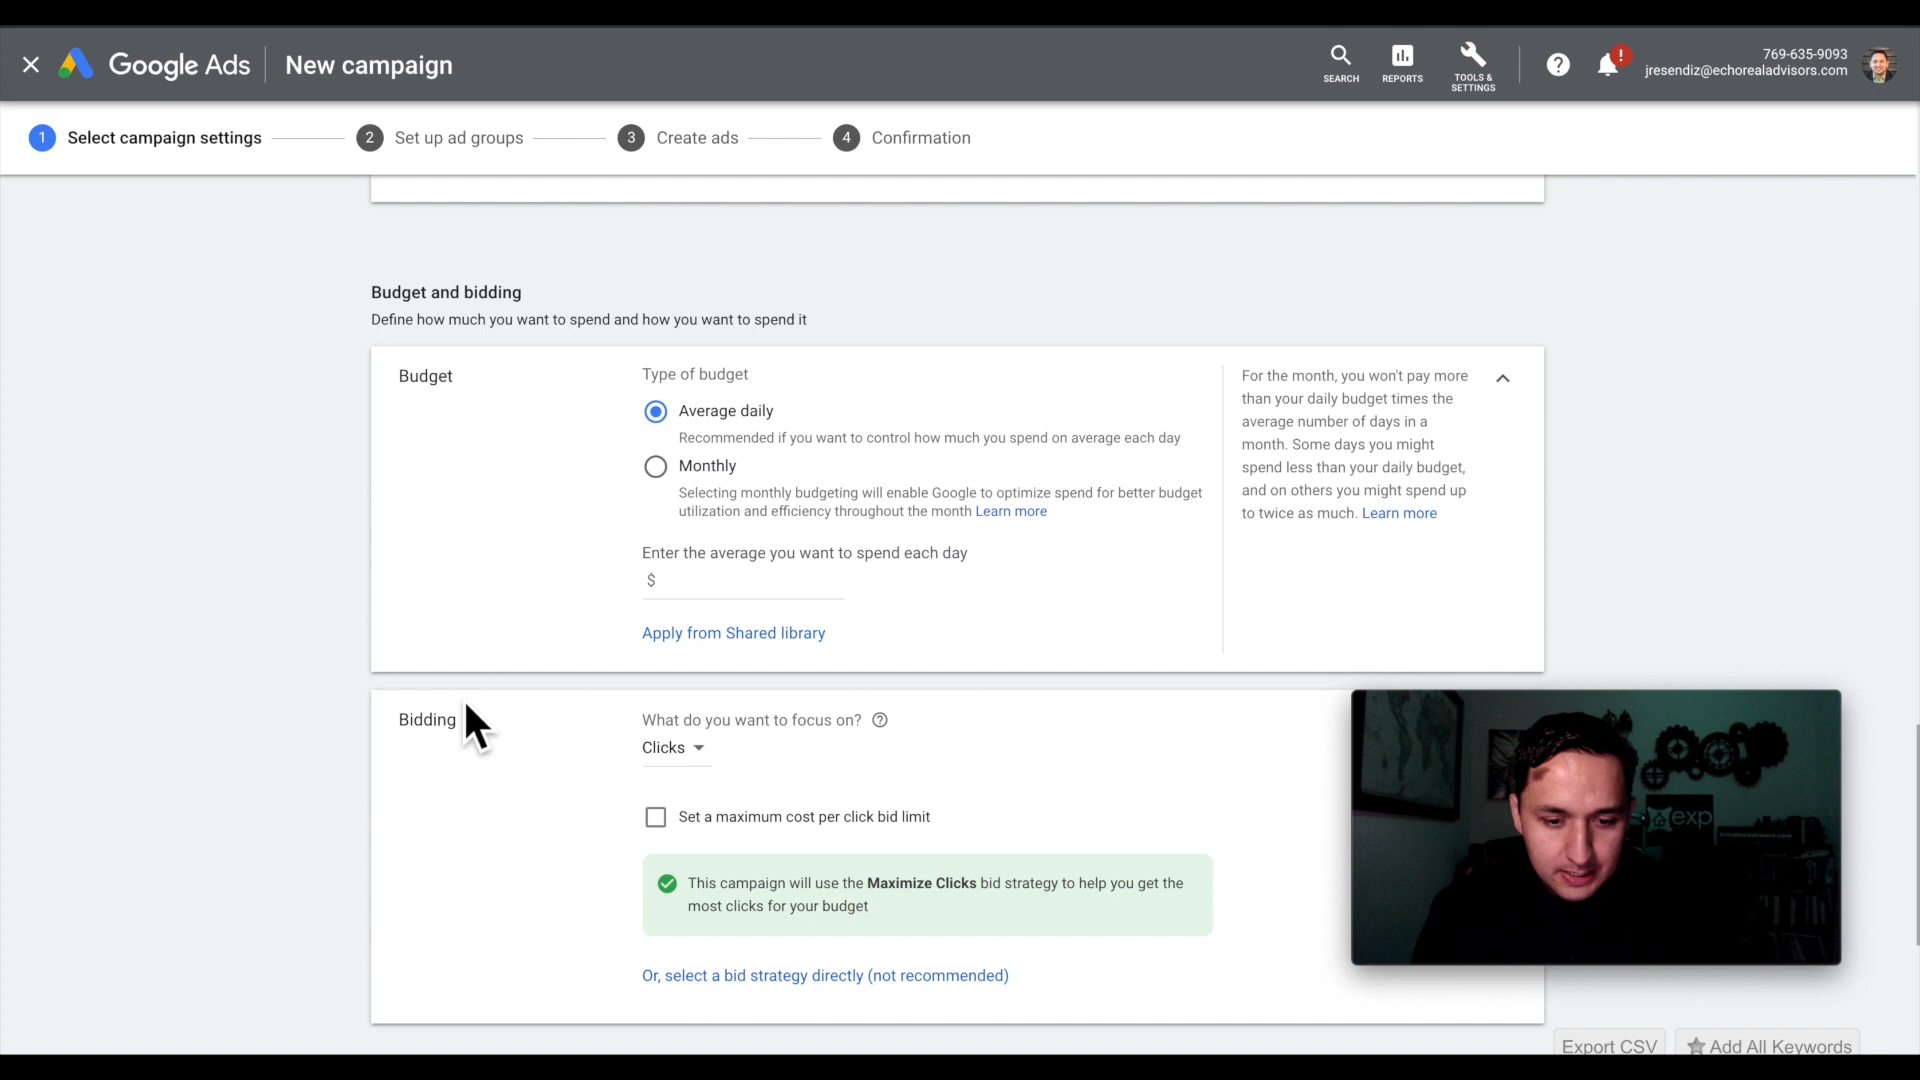 Google Ads
New campaign
SEARCH
REPORTS
TOOLS &
SETTINGS
!
769-635-9093
jresendiz@echorealadvisors.com
1 Select campaign settings
2 Set up ad groups
3 Create ads
4 Confirmation
Budget and bidding
Define how much you want to spend and how you want to spend it
Budget
Type of budget
Average daily
Recommended if you want to control how much you spend on average each day
Monthly
Selecting monthly budgeting will enable Google to optimize spend for better budget
utilization and efficiency throughout the month Learn more
Enter the average you want to spend each day
$
Apply from Shared library
For the month, you won't pay more
than your daily budget times the
average number of days in a
month. Some days you might
spend less than your daily budget,
and on others you might spend up
to twice as much. Learn more
Bidding
What do you want to focus on?
Clicks
Set a maximum cost per click bid limit
This campaign will use the Maximize Clicks bid strategy to help you get the
most clicks for your budget
Or, select a bid strategy directly (not recommended)
exp
Export CSV
Add All Keywords